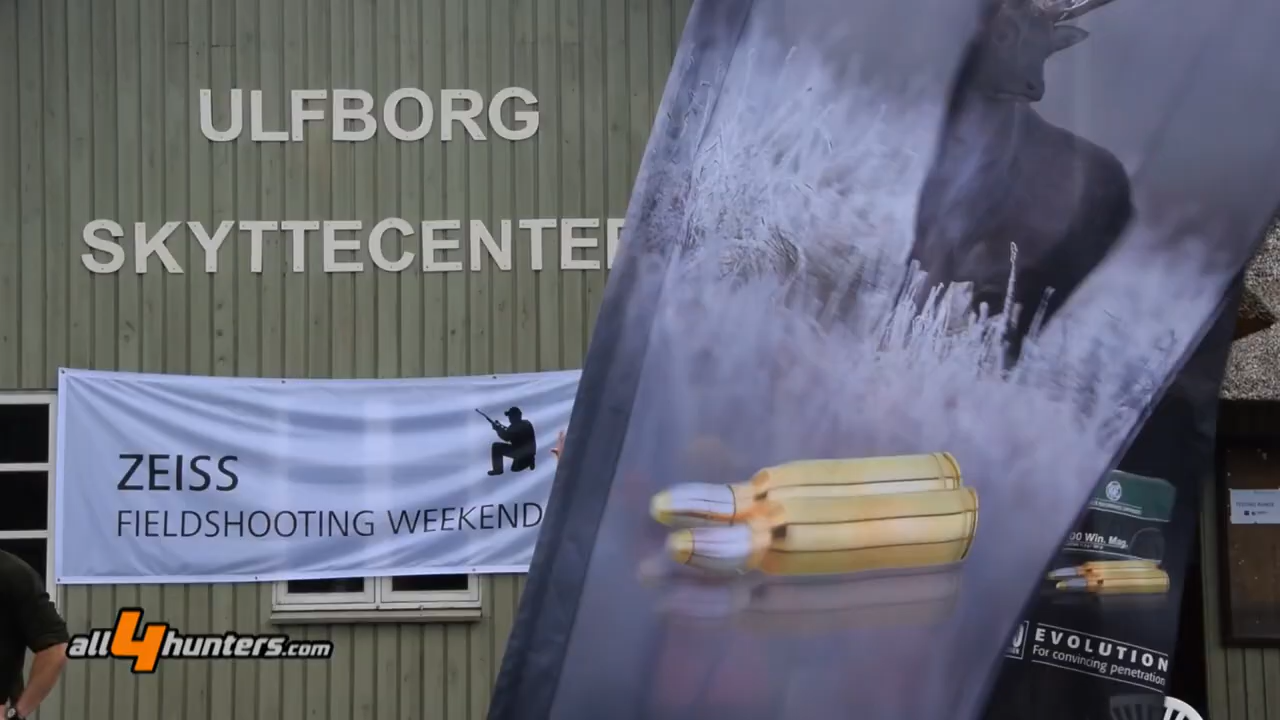 ULFBORG
SKYTTECENTER
ZEISS
FIELDSHOOTING WEEKEND
all4hunters.com
00 Win. Mag.
EVOLUTION
For convincing penetration